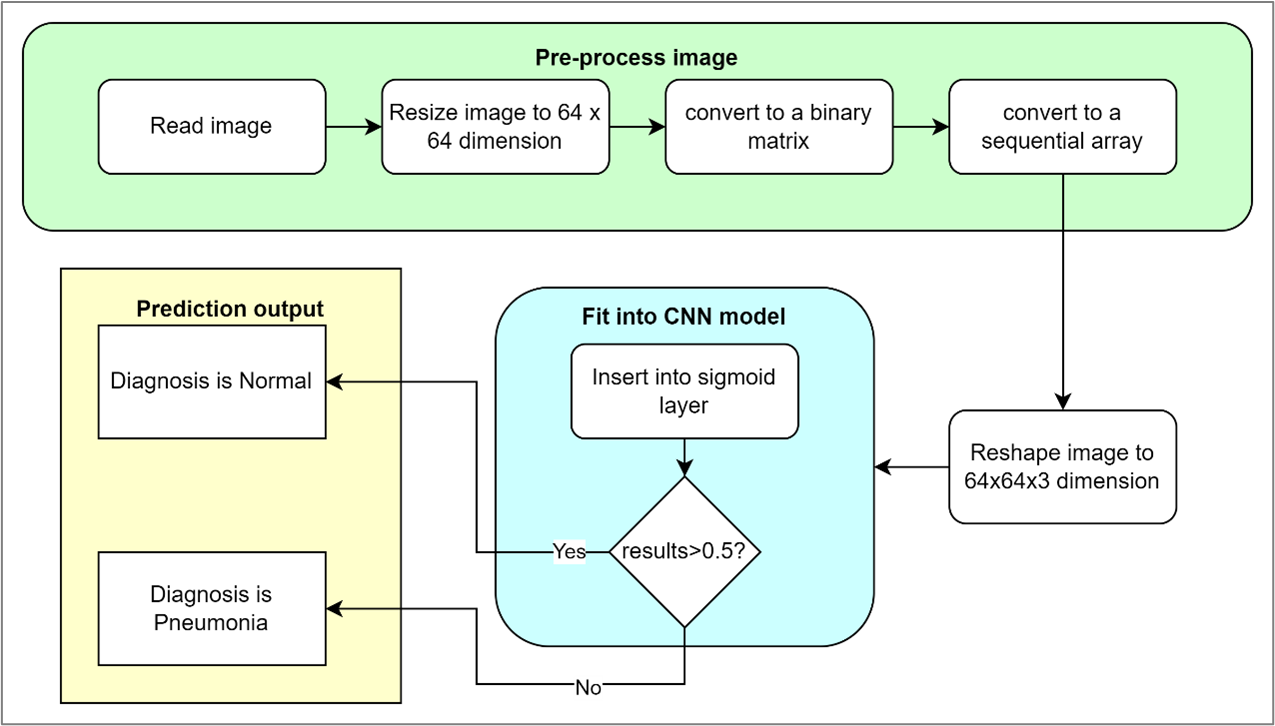 Pre-process image
Read image
Resize image to 64 x
64 dimension
convert to a binary
matrix
convert to a
sequential array
Reshape image to
64x64x3 dimension
Fit into CNN model
Insert into sigmoid
layer
results>0.5?
Yes
No
Prediction output
Diagnosis is Normal
Diagnosis is
Pneumonia